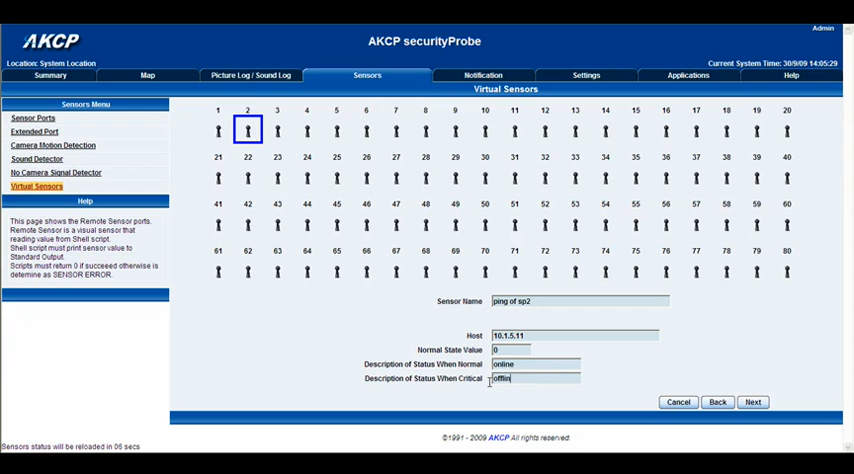 Admin
AKCP
AKCP securityProbe
Location: System Location
Current System Time: 30/9/09 14:05:29
Summary Map Picture Log / Sound Log Sensors Notification Settings Applications Help
Sensors Menu
Virtual Sensors
Sensor Ports
Extended Port
Camera Motion Detection
Sound Detector
No Camera Signal Detector
Virtual Sensors
Help
This page shows the Remote Sensor ports.
Remote Sensor is a visual sensor that
reading value from Shell script.
Shell script must print sensor value to
Standard Output.
Scripts must return 0 if succeed otherwise is
determine as SENSOR ERROR.
1 2 3 4 5 6 7 8 9 10 11 12 13 14 15 16 17 18 19 20
21 22 23 24 25 26 27 28 29 30 31 32 33 34 35 36 37 38 39 40
41 42 43 44 45 46 47 48 49 50 51 52 53 54 55 56 57 58 59 60
61 62 63 64 65 66 67 68 69 70 71 72 73 74 75 76 77 78 79 80
Sensor Name ping of sp2
Host 10.1.5.11
Normal State Value 0
Description of Status When Normal online
Description of Status When Critical offlin
Cancel Back Next
©1991 - 2009 AKCP All rights reserved.
Sensors status will be reloaded in 06 secs